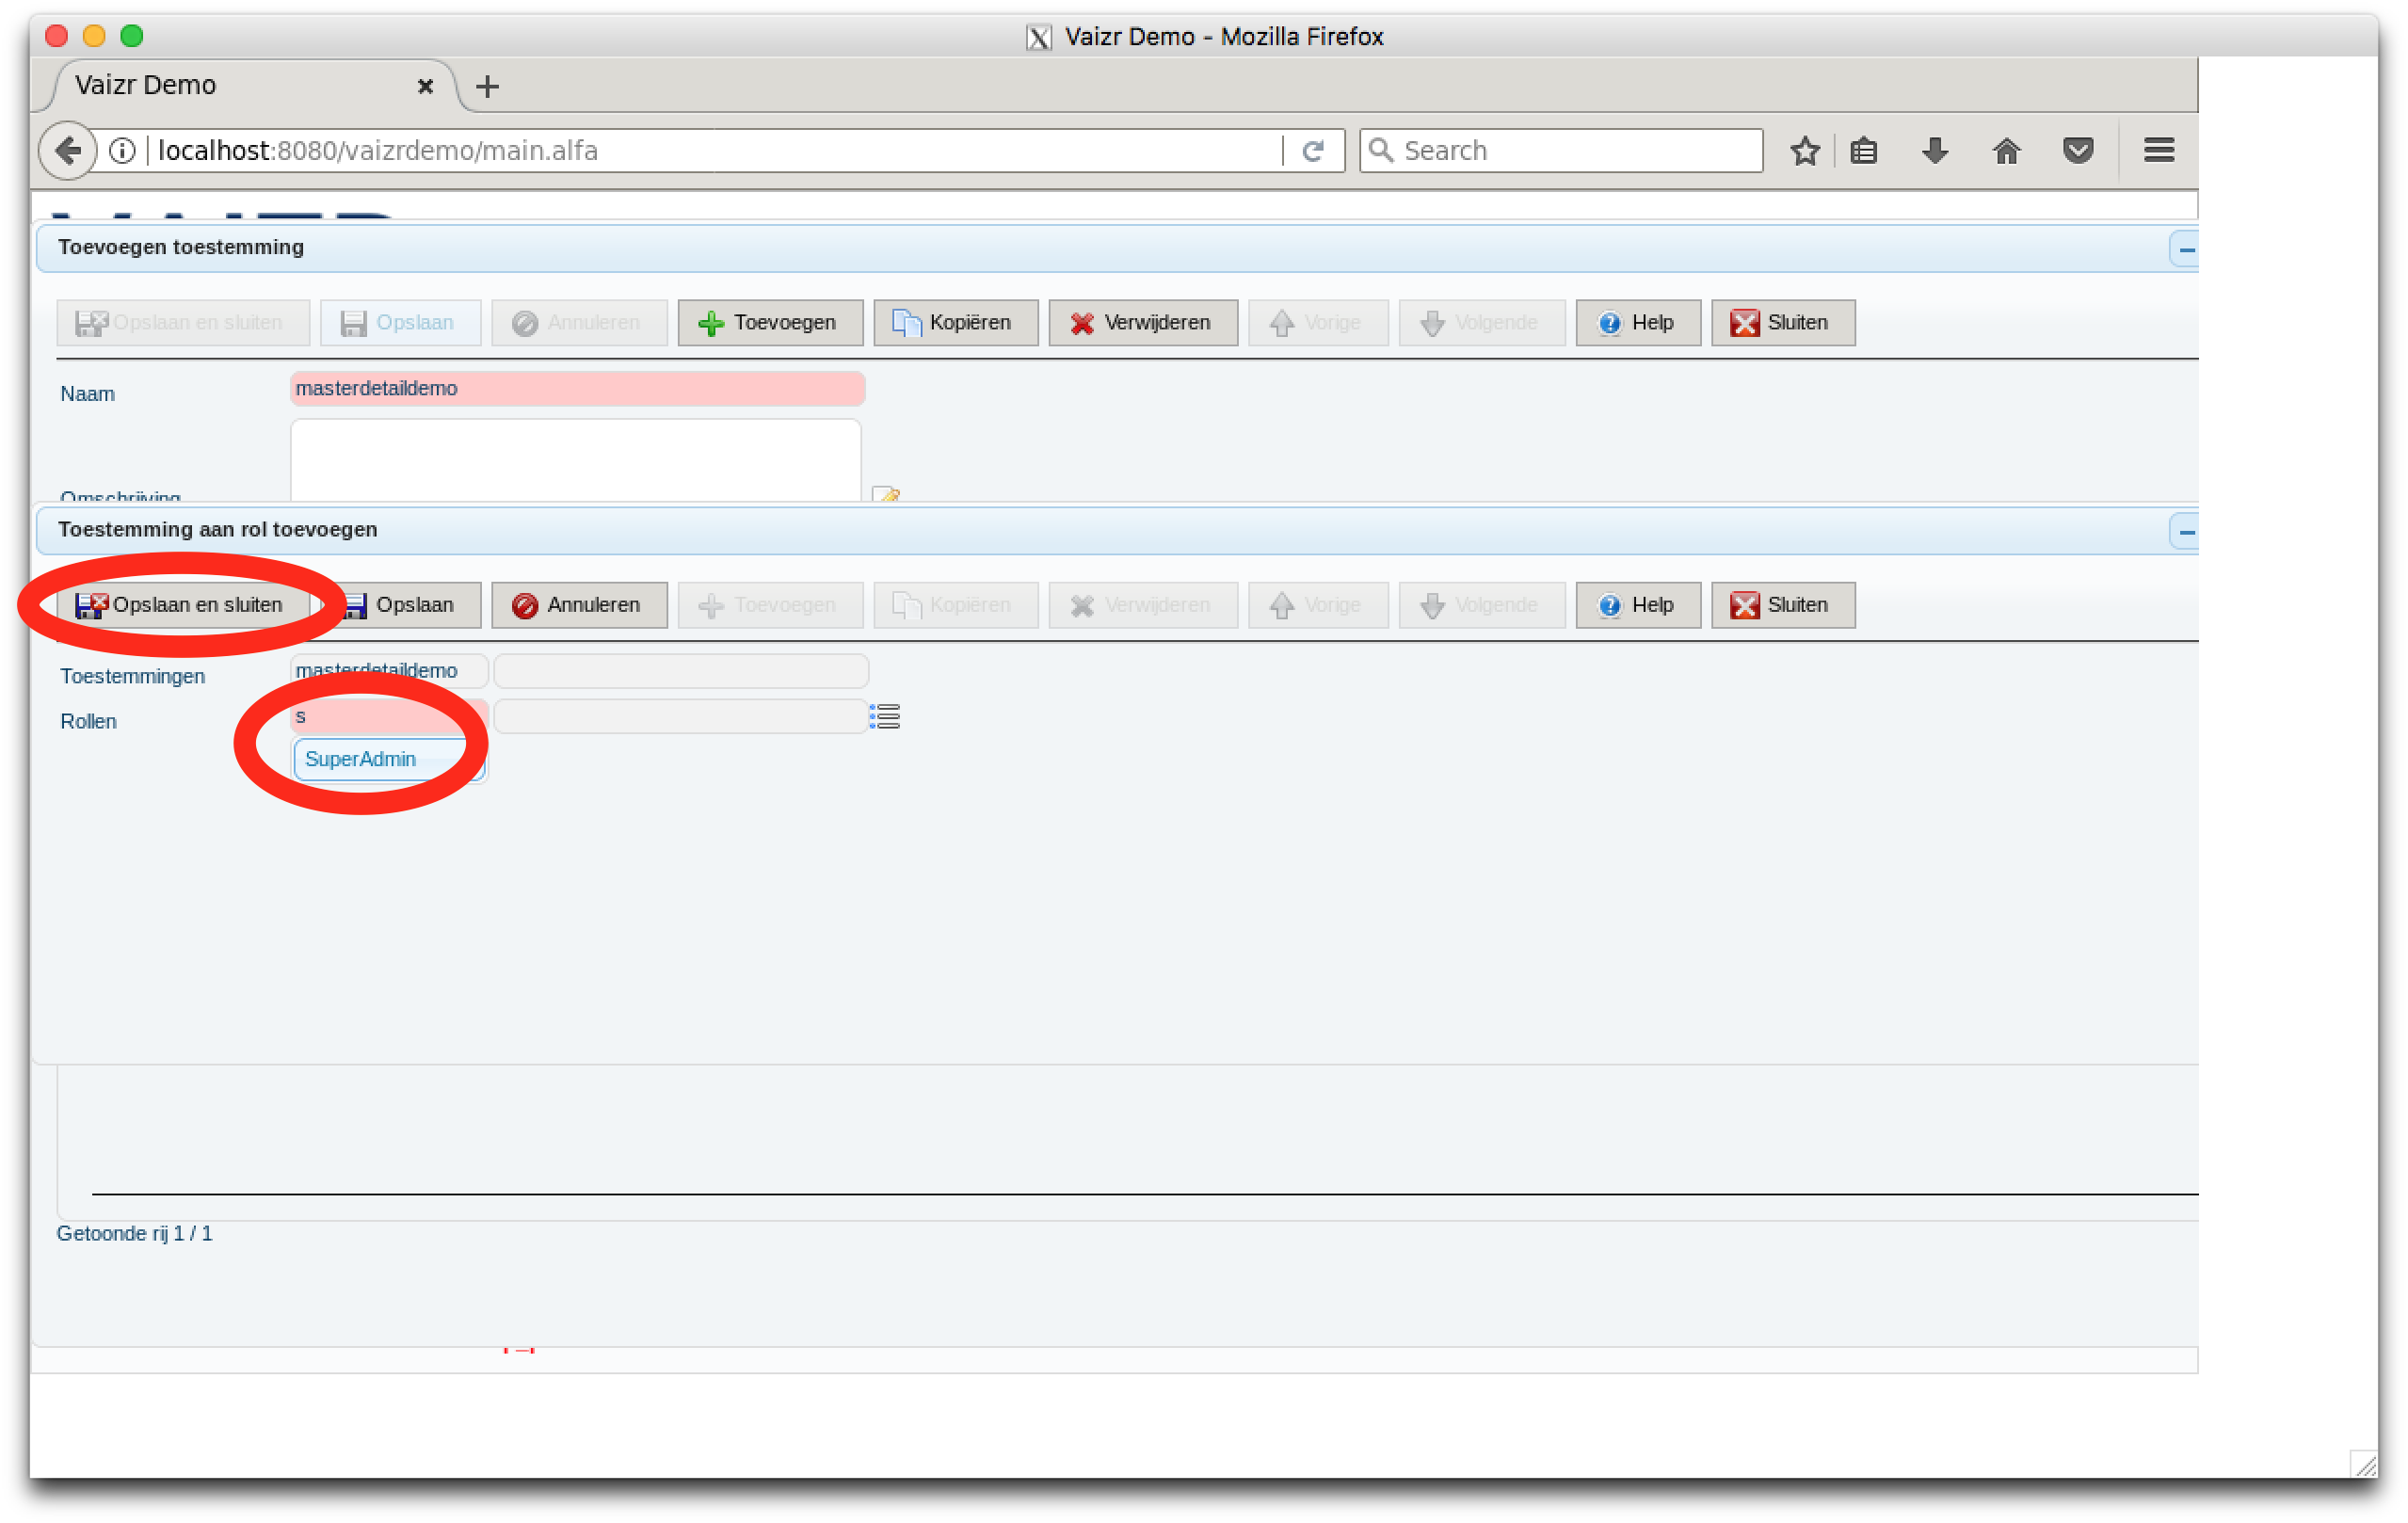 Vaizr Demo - Mozilla Firefox
Vaizr Demo
localhost:8080/vaizrdemo/main.alfa
Search
Toevoegen toestemming
Opslaan en sluiten Opslaan Annuleren Toevoegen Kopiëren Verwijderen Vorige Volgende Help Sluiten
Naam masterdetaildemo
Omschrijving
Toestemming aan rol toevoegen
Opslaan en sluiten Opslaan Annuleren Toevoegen Kopiëren Verwijderen Vorige Volgende Help Sluiten
Toestemmingen masterdetaildemo
Rollen s
SuperAdmin
Getoonde rij 1 / 1